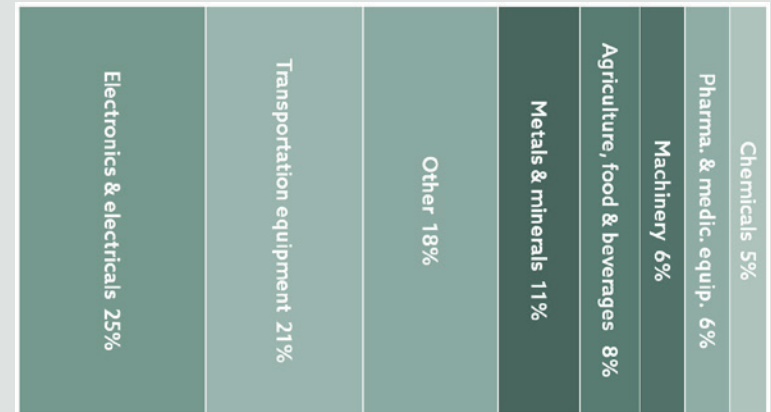 Electronics & electricals 25%
Transportation equipment 21%
Other 18%
Metals & minerals 11%
Agriculture, food & beverages 8%
Machinery 6%
Pharma. & medic. equip. 6%
Chemicals 5%